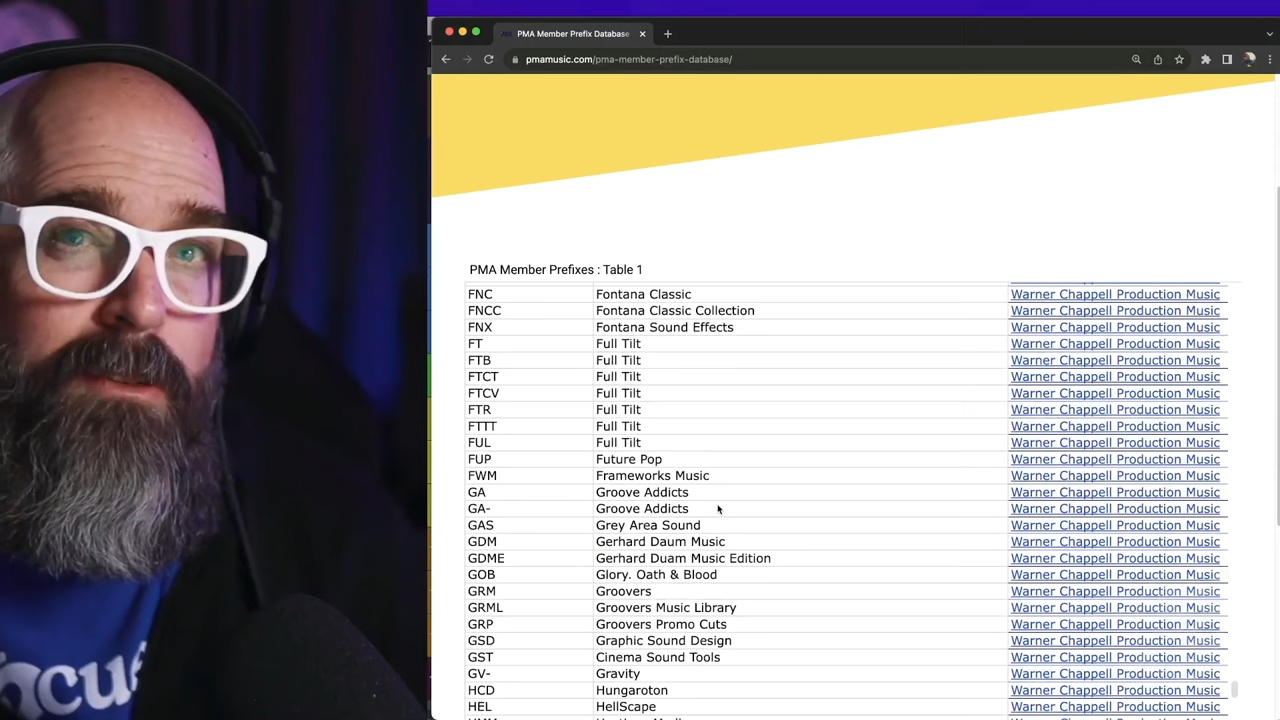 PMA Member Prefix Database
pmamusic.com/pma-member-prefix-database/
PMA Member Prefixes : Table 1
FNC Fontana Classic Warner Chappell Production Music
FNCC Fontana Classic Collection Warner Chappell Production Music
FNX Fontana Sound Effects Warner Chappell Production Music
FT Full Tilt Warner Chappell Production Music
FTB Full Tilt Warner Chappell Production Music
FTCT Full Tilt Warner Chappell Production Music
FTCV Full Tilt Warner Chappell Production Music
FTR Full Tilt Warner Chappell Production Music
FTTT Full Tilt Warner Chappell Production Music
FUL Full Tilt Warner Chappell Production Music
FUP Future Pop Warner Chappell Production Music
FWM Frameworks Music Warner Chappell Production Music
GA Groove Addicts Warner Chappell Production Music
GA- Groove Addicts Warner Chappell Production Music
GAS Grey Area Sound Warner Chappell Production Music
GDM Gerhard Daum Music Warner Chappell Production Music
GDME Gerhard Duam Music Edition Warner Chappell Production Music
GOB Glory. Oath & Blood Warner Chappell Production Music
GRM Groovers Warner Chappell Production Music
GRML Groovers Music Library Warner Chappell Production Music
GRP Groovers Promo Cuts Warner Chappell Production Music
GSD Graphic Sound Design Warner Chappell Production Music
GST Cinema Sound Tools Warner Chappell Production Music
GV- Gravity Warner Chappell Production Music
HCD Hungaroton Warner Chappell Production Music
HEL HellScape Warner Chappell Production Music